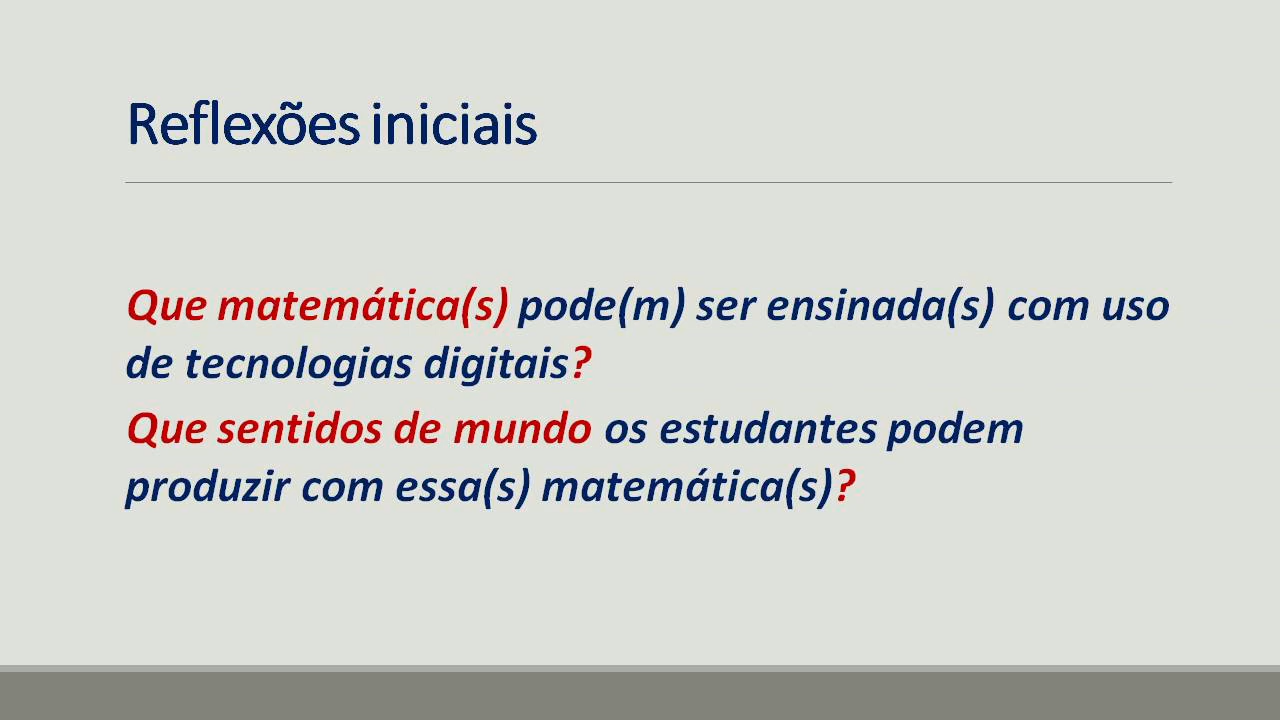 Reflexões iniciais
Que matemática(s) pode(m) ser ensinada(s) com uso
de tecnologias digitais?
Que sentidos de mundo os estudantes podem
produzir com essa(s) matemática(s)?